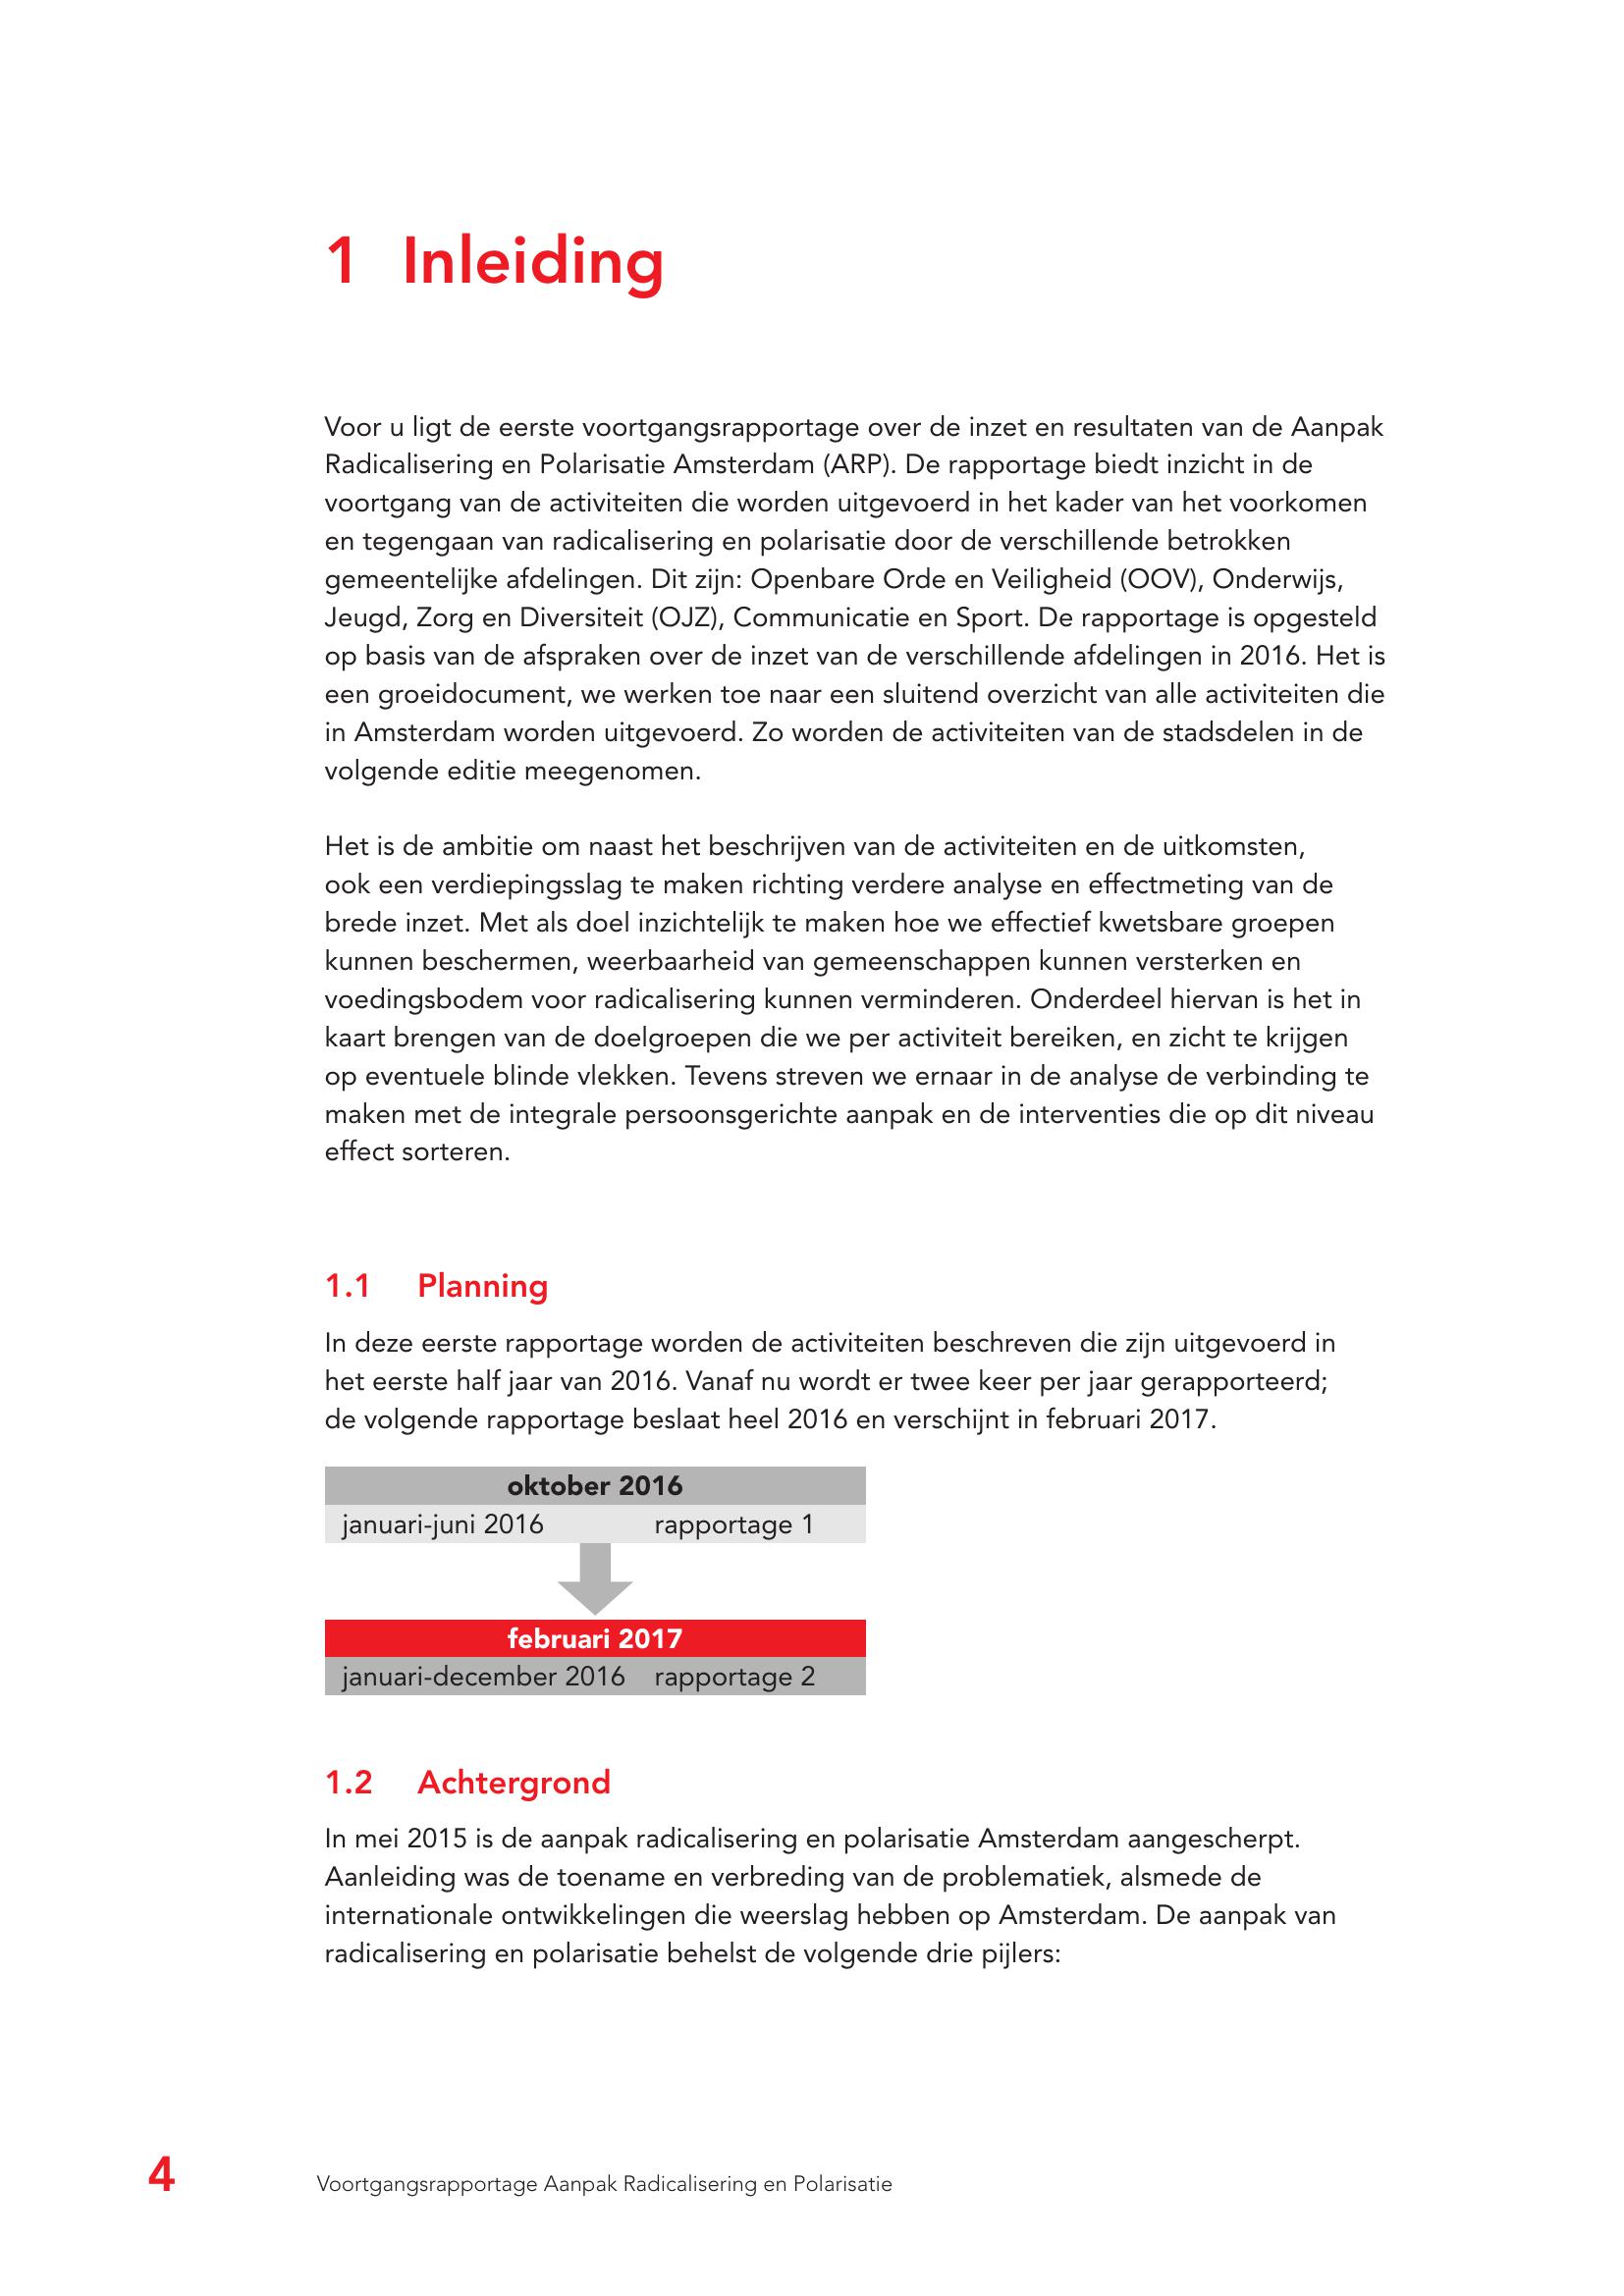 1 Inleiding
Voor u ligt de eerste voortgangsrapportage over de inzet en resultaten van de Aanpak
Radicalisering en Polarisatie Amsterdam (ARP). De rapportage biedt inzicht in de
voortgang van de activiteiten die worden uitgevoerd in het kader van het voorkomen
en tegengaan van radicalisering en polarisatie door de verschillende betrokken
gemeentelijke afdelingen. Dit zijn: Openbare Orde en Veiligheid (OOV), Onderwijs,
Jeugd, Zorg en Diversiteit (OJZ), Communicatie en Sport. De rapportage is opgesteld
op basis van de afspraken over de inzet van de verschillende afdelingen in 2016. Het is
een groeidocument, we werken toe naar een sluitend overzicht van alle activiteiten die
in Amsterdam worden uitgevoerd. Zo worden de activiteiten van de stadsdelen in de
volgende editie meegenomen.
Het is de ambitie om naast het beschrijven van de activiteiten en de uitkomsten,
ook een verdiepingsslag te maken richting verdere analyse en effectmeting van de
brede inzet. Met als doel inzichtelijk te maken hoe we effectief kwetsbare groepen
kunnen beschermen, weerbaarheid van gemeenschappen kunnen versterken en
voedingsbodem voor radicalisering kunnen verminderen. Onderdeel hiervan is het in
kaart brengen van de doelgroepen die we per activiteit bereiken, en zicht te krijgen
op eventuele blinde vlekken. Tevens streven we ernaar in de analyse de verbinding te
maken met de integrale persoonsgerichte aanpak en de interventies die op dit niveau
effect sorteren.
1.1 Planning
In deze eerste rapportage worden de activiteiten beschreven die zijn uitgevoerd in
het eerste half jaar van 2016. Vanaf nu wordt er twee keer per jaar gerapporteerd;
de volgende rapportage beslaat heel 2016 en verschijnt in februari 2017.
oktober 2016
januari-juni 2016 rapportage 1
februari 2017
januari-december 2016 rapportage 2
1.2 Achtergrond
In mei 2015 is de aanpak radicalisering en polarisatie Amsterdam aangescherpt.
Aanleiding was de toename en verbreding van de problematiek, alsmede de
internationale ontwikkelingen die weerslag hebben op Amsterdam. De aanpak van
radicalisering en polarisatie behelst de volgende drie pijlers:
4 Voortgangsrapportage Aanpak Radicalisering en Polarisatie